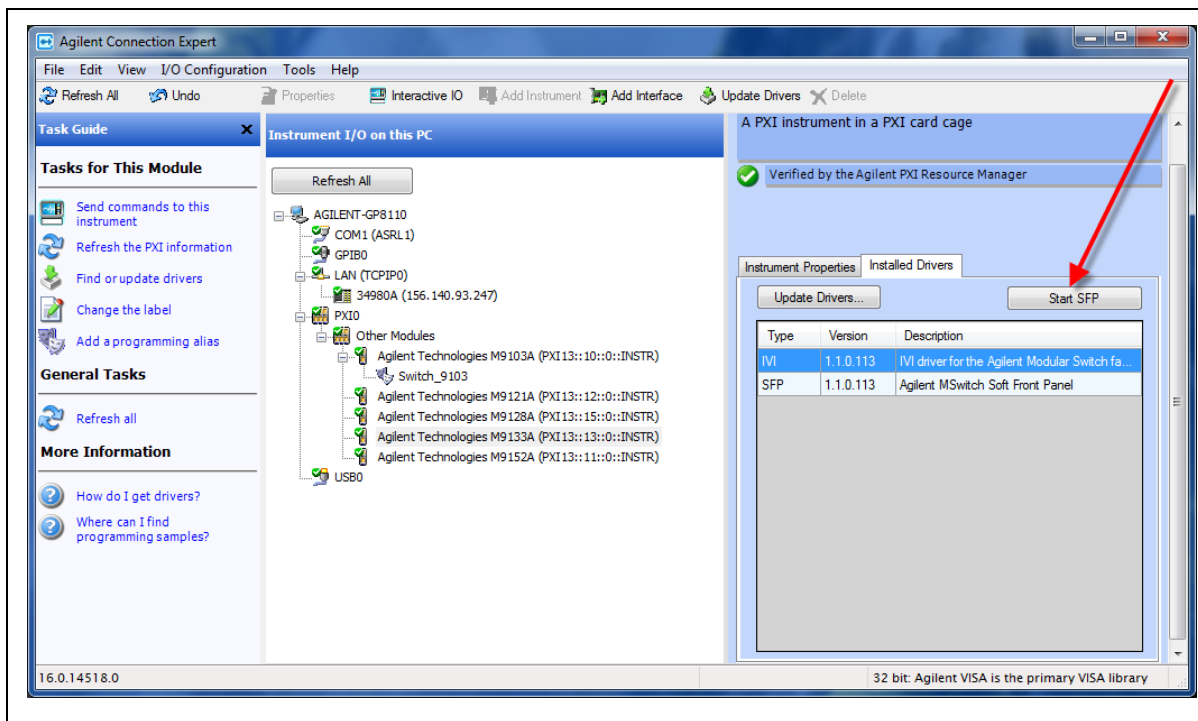 Agilent Connection Expert
File Edit View I/O Configuration Tools Help
Refresh All Undo Properties Interactive IO Add Instrument Add Interface Update Drivers Delete
Task Guide X
Tasks for This Module
Send commands to this
instrument
Refresh the PXI information
Find or update drivers
Change the label
Add a programming alias
General Tasks
Refresh all
More Information
How do I get drivers?
Where can I find
programming samples?
Instrument I/O on this PC
Refresh All
AGILENT-GP8110
COM1 (ASRL1)
GPIB0
LAN (TCPIP0)
34980A (156.140.93.247)
PXI0
Other Modules
Agilent Technologies M9103A (PXI13::10::0::INSTR)
Switch_9103
Agilent Technologies M9121A (PXI13::12::0::INSTR)
Agilent Technologies M9128A (PXI13::15::0::INSTR)
Agilent Technologies M9133A (PXI13::13::0::INSTR)
Agilent Technologies M9152A (PXI13::11::0::INSTR)
USB0
A PXI instrument in a PXI card cage
Verified by the Agilent PXI Resource Manager
Instrument Properties Installed Drivers
Update Drivers... Start SFP
Type Version Description
IVI 1.1.0.113 IVI driver for the Agilent Modular Switch fa...
SFP 1.1.0.113 Agilent MSwitch Soft Front Panel
16.0.14518.0 32 bit: Agilent VISA is the primary VISA library